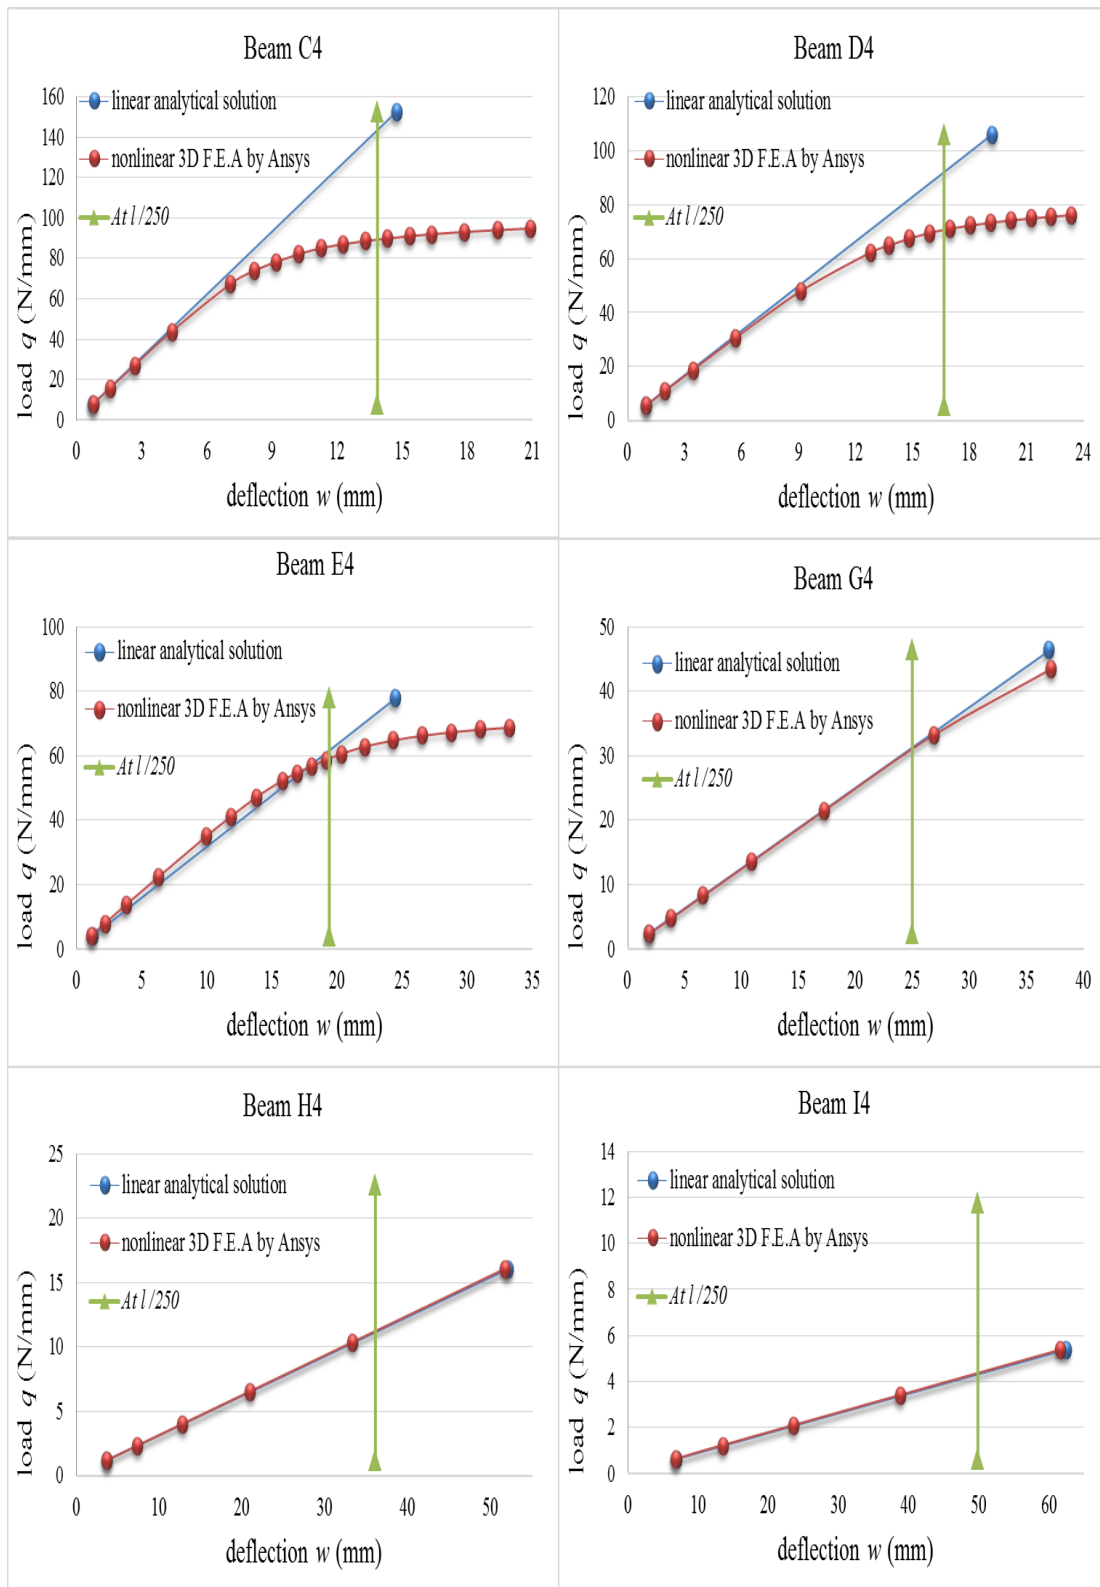 Beam C4
160
140
120
100
80
60
40
20
0
load q (N/mm)
linear analytical solution
nonlinear 3D F.E.A by Ansys
At l /250
0 3 6 9 12 15 18 21
deflection w (mm)
Beam D4
120
100
80
60
40
20
0
load q (N/mm)
linear analytical solution
nonlinear 3D F.E.A by Ansys
At l /250
0 3 6 9 12 15 18 21 24
deflection w (mm)
Beam E4
100
80
60
40
20
0
load q (N/mm)
linear analytical solution
nonlinear 3D F.E.A by Ansys
At l /250
0 5 10 15 20 25 30 35
deflection w (mm)
Beam G4
50
40
30
20
10
0
load q (N/mm)
linear analytical solution
nonlinear 3D F.E.A by Ansys
At l /250
0 5 10 15 20 25 30 35 40
deflection w (mm)
Beam H4
25
20
15
10
5
0
load q (N/mm)
linear analytical solution
nonlinear 3D F.E.A by Ansys
At l /250
0 10 20 30 40 50
deflection w (mm)
Beam I4
14
12
10
8
6
4
2
0
load q (N/mm)
linear analytical solution
nonlinear 3D F.E.A by Ansys
At l /250
0 10 20 30 40 50 60
deflection w (mm)